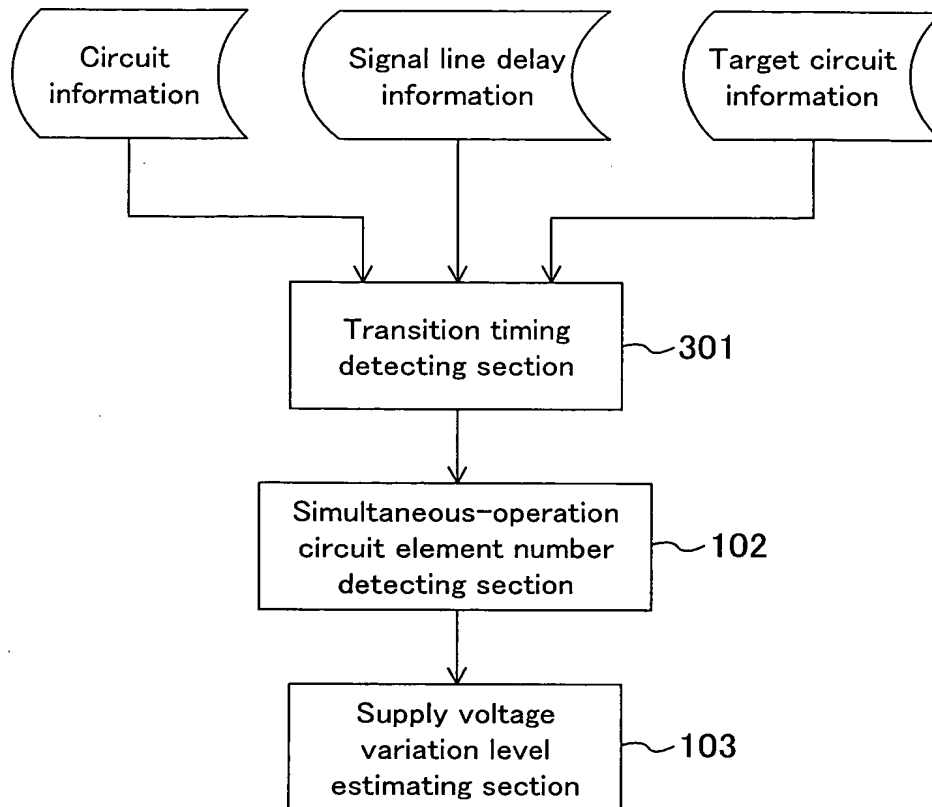 Circuit
information
Signal line delay
information
Target circuit
information
Transition timing
detecting section
301
Simultaneous-operation
circuit element number
detecting section
102
Supply voltage
variation level
estimating section
103